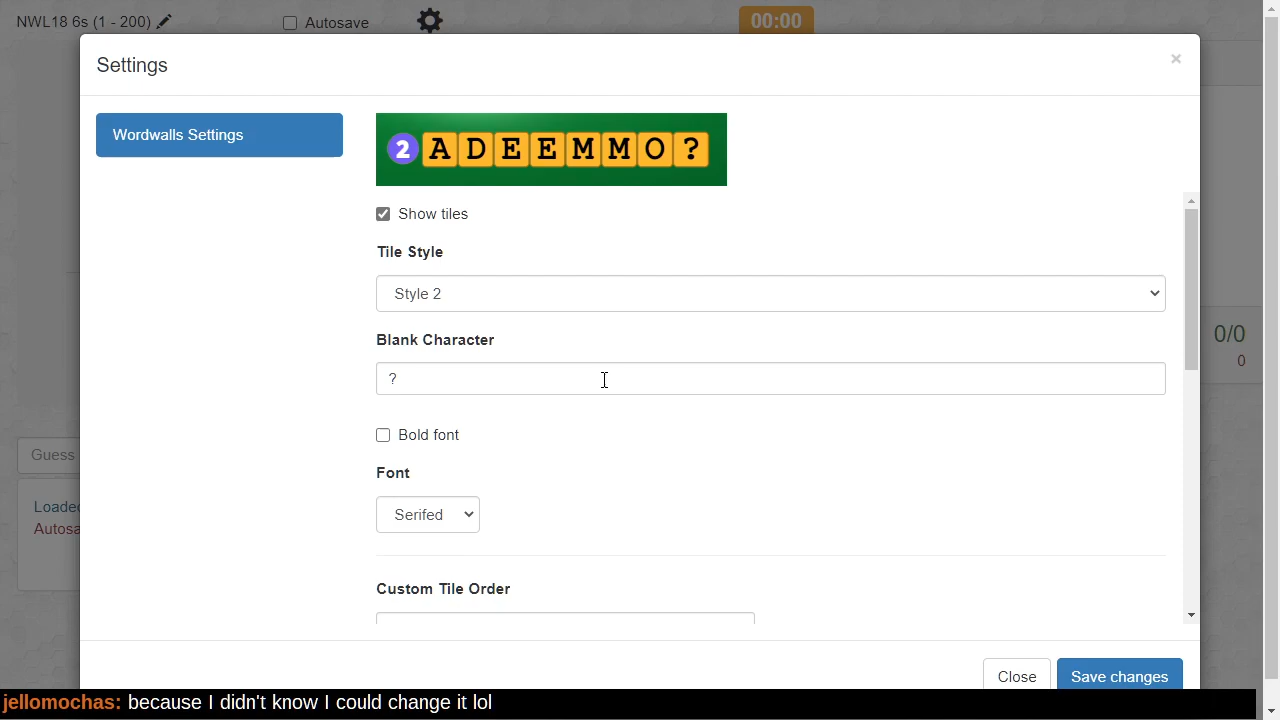 NWL18 6s (1 - 200)
Autosave
00:00
Settings
×
Wordwalls Settings
2 A D E E M M O ?
Show tiles
Tile Style
Style 2
Blank Character
0/0
?
0
Bold font
Guess
Font
Loaded
Serifed
Autosa
Custom Tile Order
Close
Save changes
jellomochas: because I didn't know I could change it lol